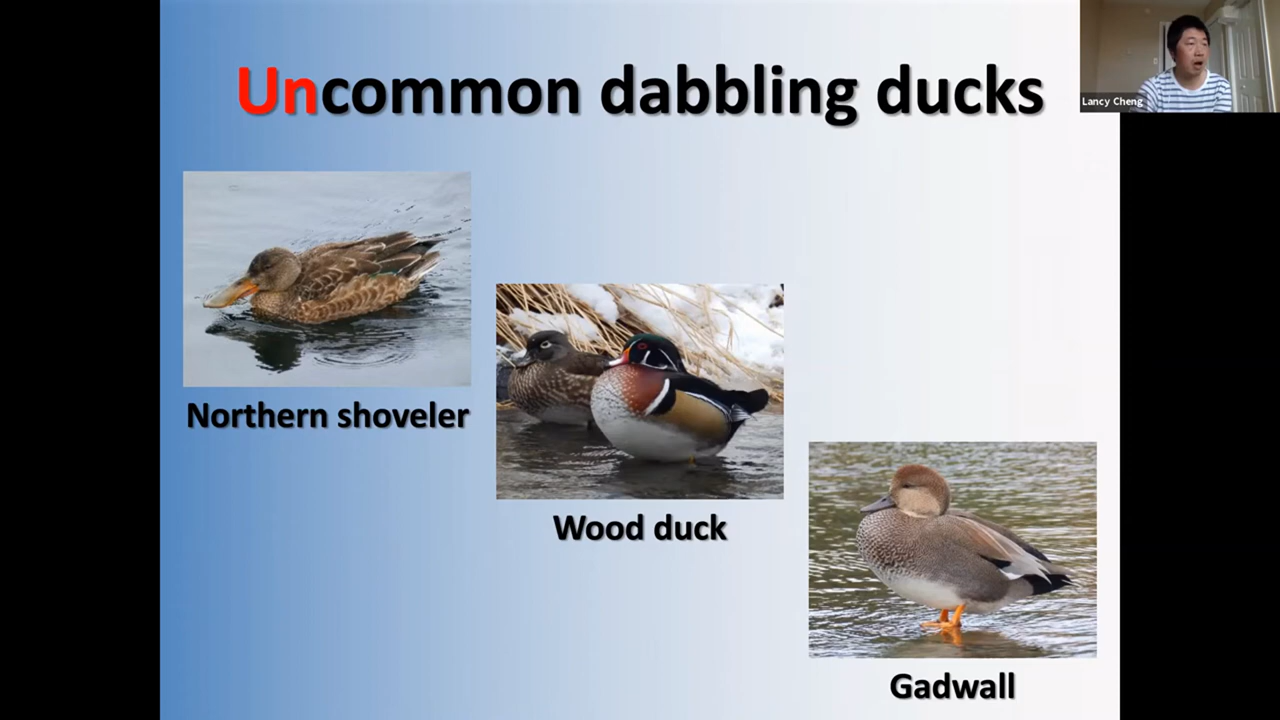 Uncommon dabbling ducks
Lancy Cheng
Northern shoveler
Wood duck
Gadwall